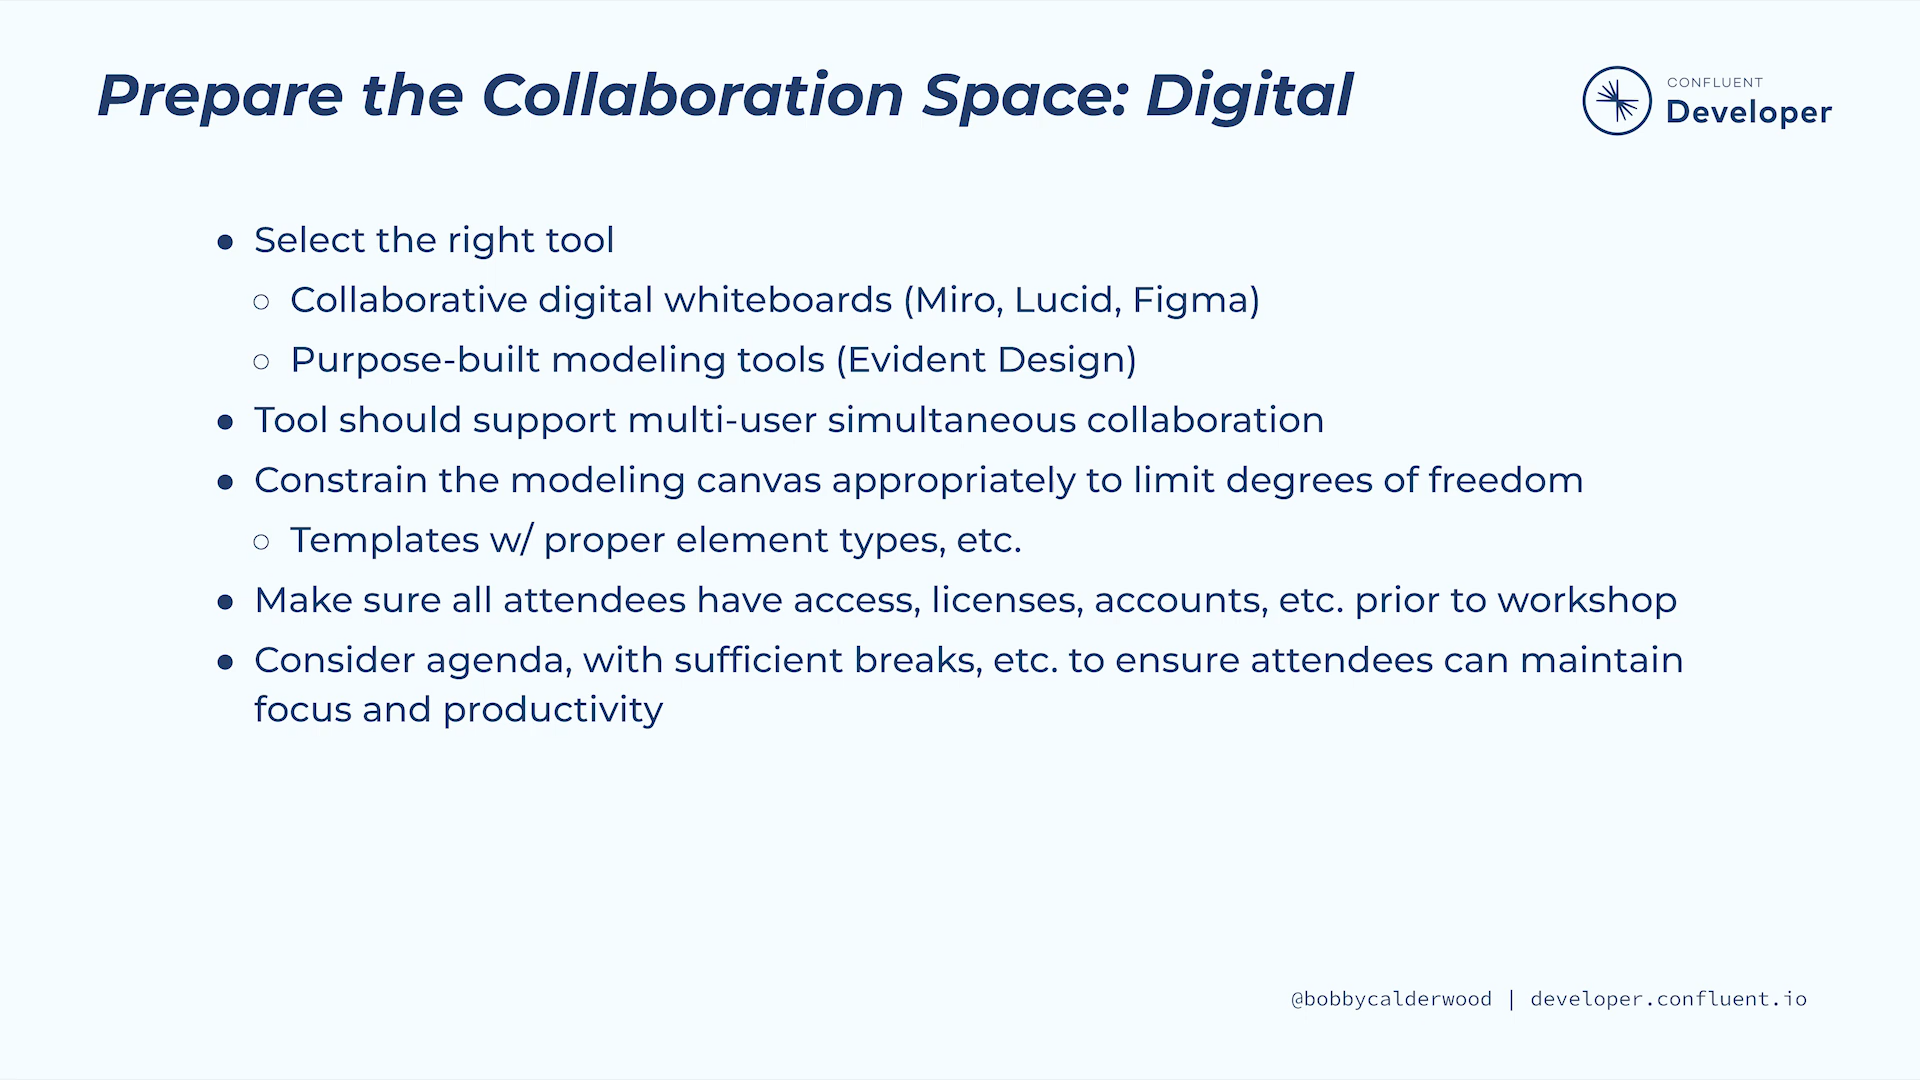 Prepare the Collaboration Space: Digital
CONFLUENT
Developer
● Select the right tool
○ Collaborative digital whiteboards (Miro, Lucid, Figma)
○ Purpose-built modeling tools (Evident Design)
● Tool should support multi-user simultaneous collaboration
● Constrain the modeling canvas appropriately to limit degrees of freedom
○ Templates w/ proper element types, etc.
● Make sure all attendees have access, licenses, accounts, etc. prior to workshop
● Consider agenda, with sufficient breaks, etc. to ensure attendees can maintain
focus and productivity
@bobbycalderwood | developer.confluent.io